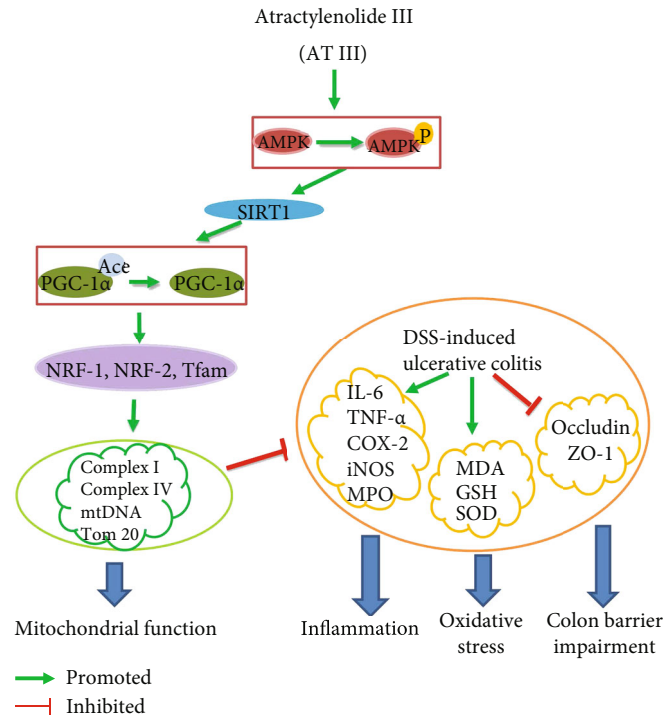 Atractylenolide III
(AT III)
AMPK
AMPK
P
SIRT1
Ace
PGC-1α
PGC-1α
NRF-1, NRF-2, Tfam
Complex I
Complex IV
mtDNA
Tom 20
Mitochondrial function
DSS-induced
ulcerative colitis
IL-6
TNF-α
COX-2
iNOS
MPO
MDA
GSH
SOD
Occludin
ZO-1
Inflammation
Oxidative
stress
Colon barrier
impairment
Promoted
Inhibited